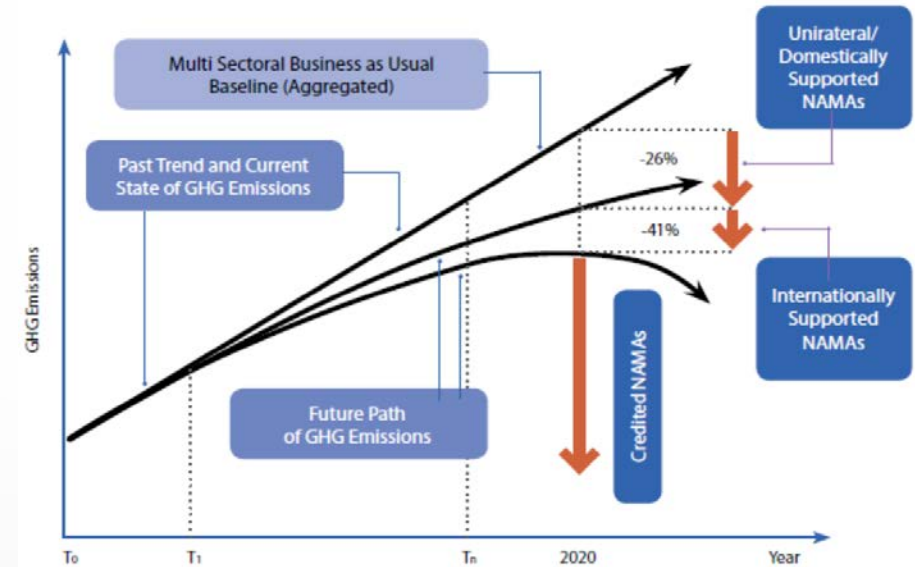 Multi Sectoral Business as Usual
Baseline (Aggregated)
Unirateral/
Domestically
Supported
NAMAs
Past Trend and Current
State of GHG Emissions
-26%
-41%
Internationally
Supported
NAMAs
Future Path
of GHG Emissions
Credited NAMAs
GHG Emissions
T0
T1
Tn
2020
Year